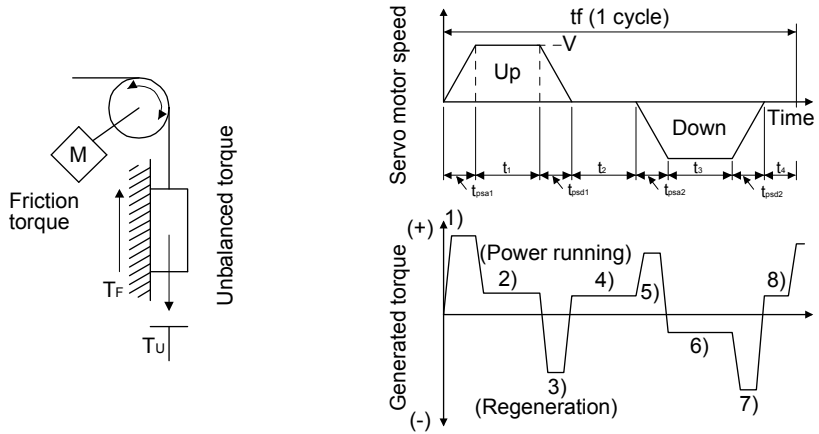 M
Friction
torque
TF
TU
Unbalanced torque
Servo motor speed
tf (1 cycle)
V
Up
Down
Time
tpsa1
t1
tpsd1
t2
tpsa2
t3
tpsd2
t4
Generated torque
(+)
(-)
1)
(Power running)
2)
3)
(Regeneration)
4)
5)
6)
7)
8)